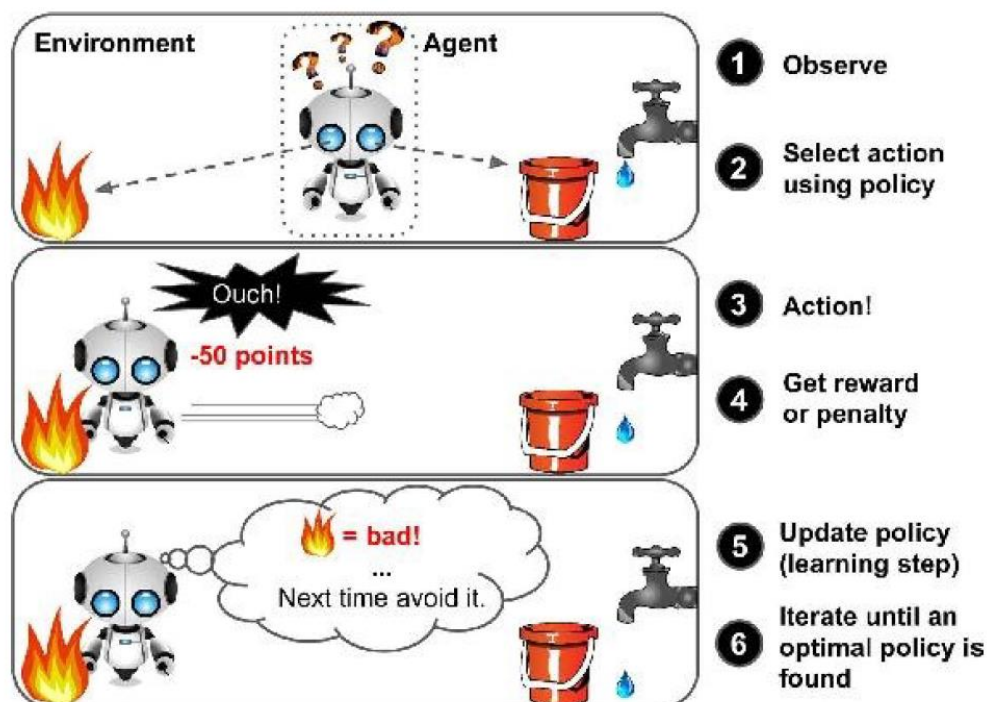 Environment
Agent
? ? ?
1 Observe
2 Select action
using policy
Ouch!
-50 points
3 Action!
4 Get reward
or penalty
= bad!
...
Next time avoid it.
5 Update policy
(learning step)
6 Iterate until an
optimal policy is
found